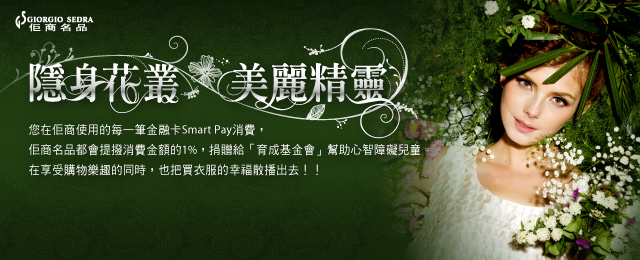 GIORGIO SEDRA
佢商名品
隱身花叢 美麗精靈
您在佢商使用的每一筆金融卡Smart Pay消費，
佢商名品都會提撥消費金額的1%，捐贈給「育成基金會」幫助心智障礙兒童。
在享受購物樂趣的同時，也把買衣服的幸福散播出去！！